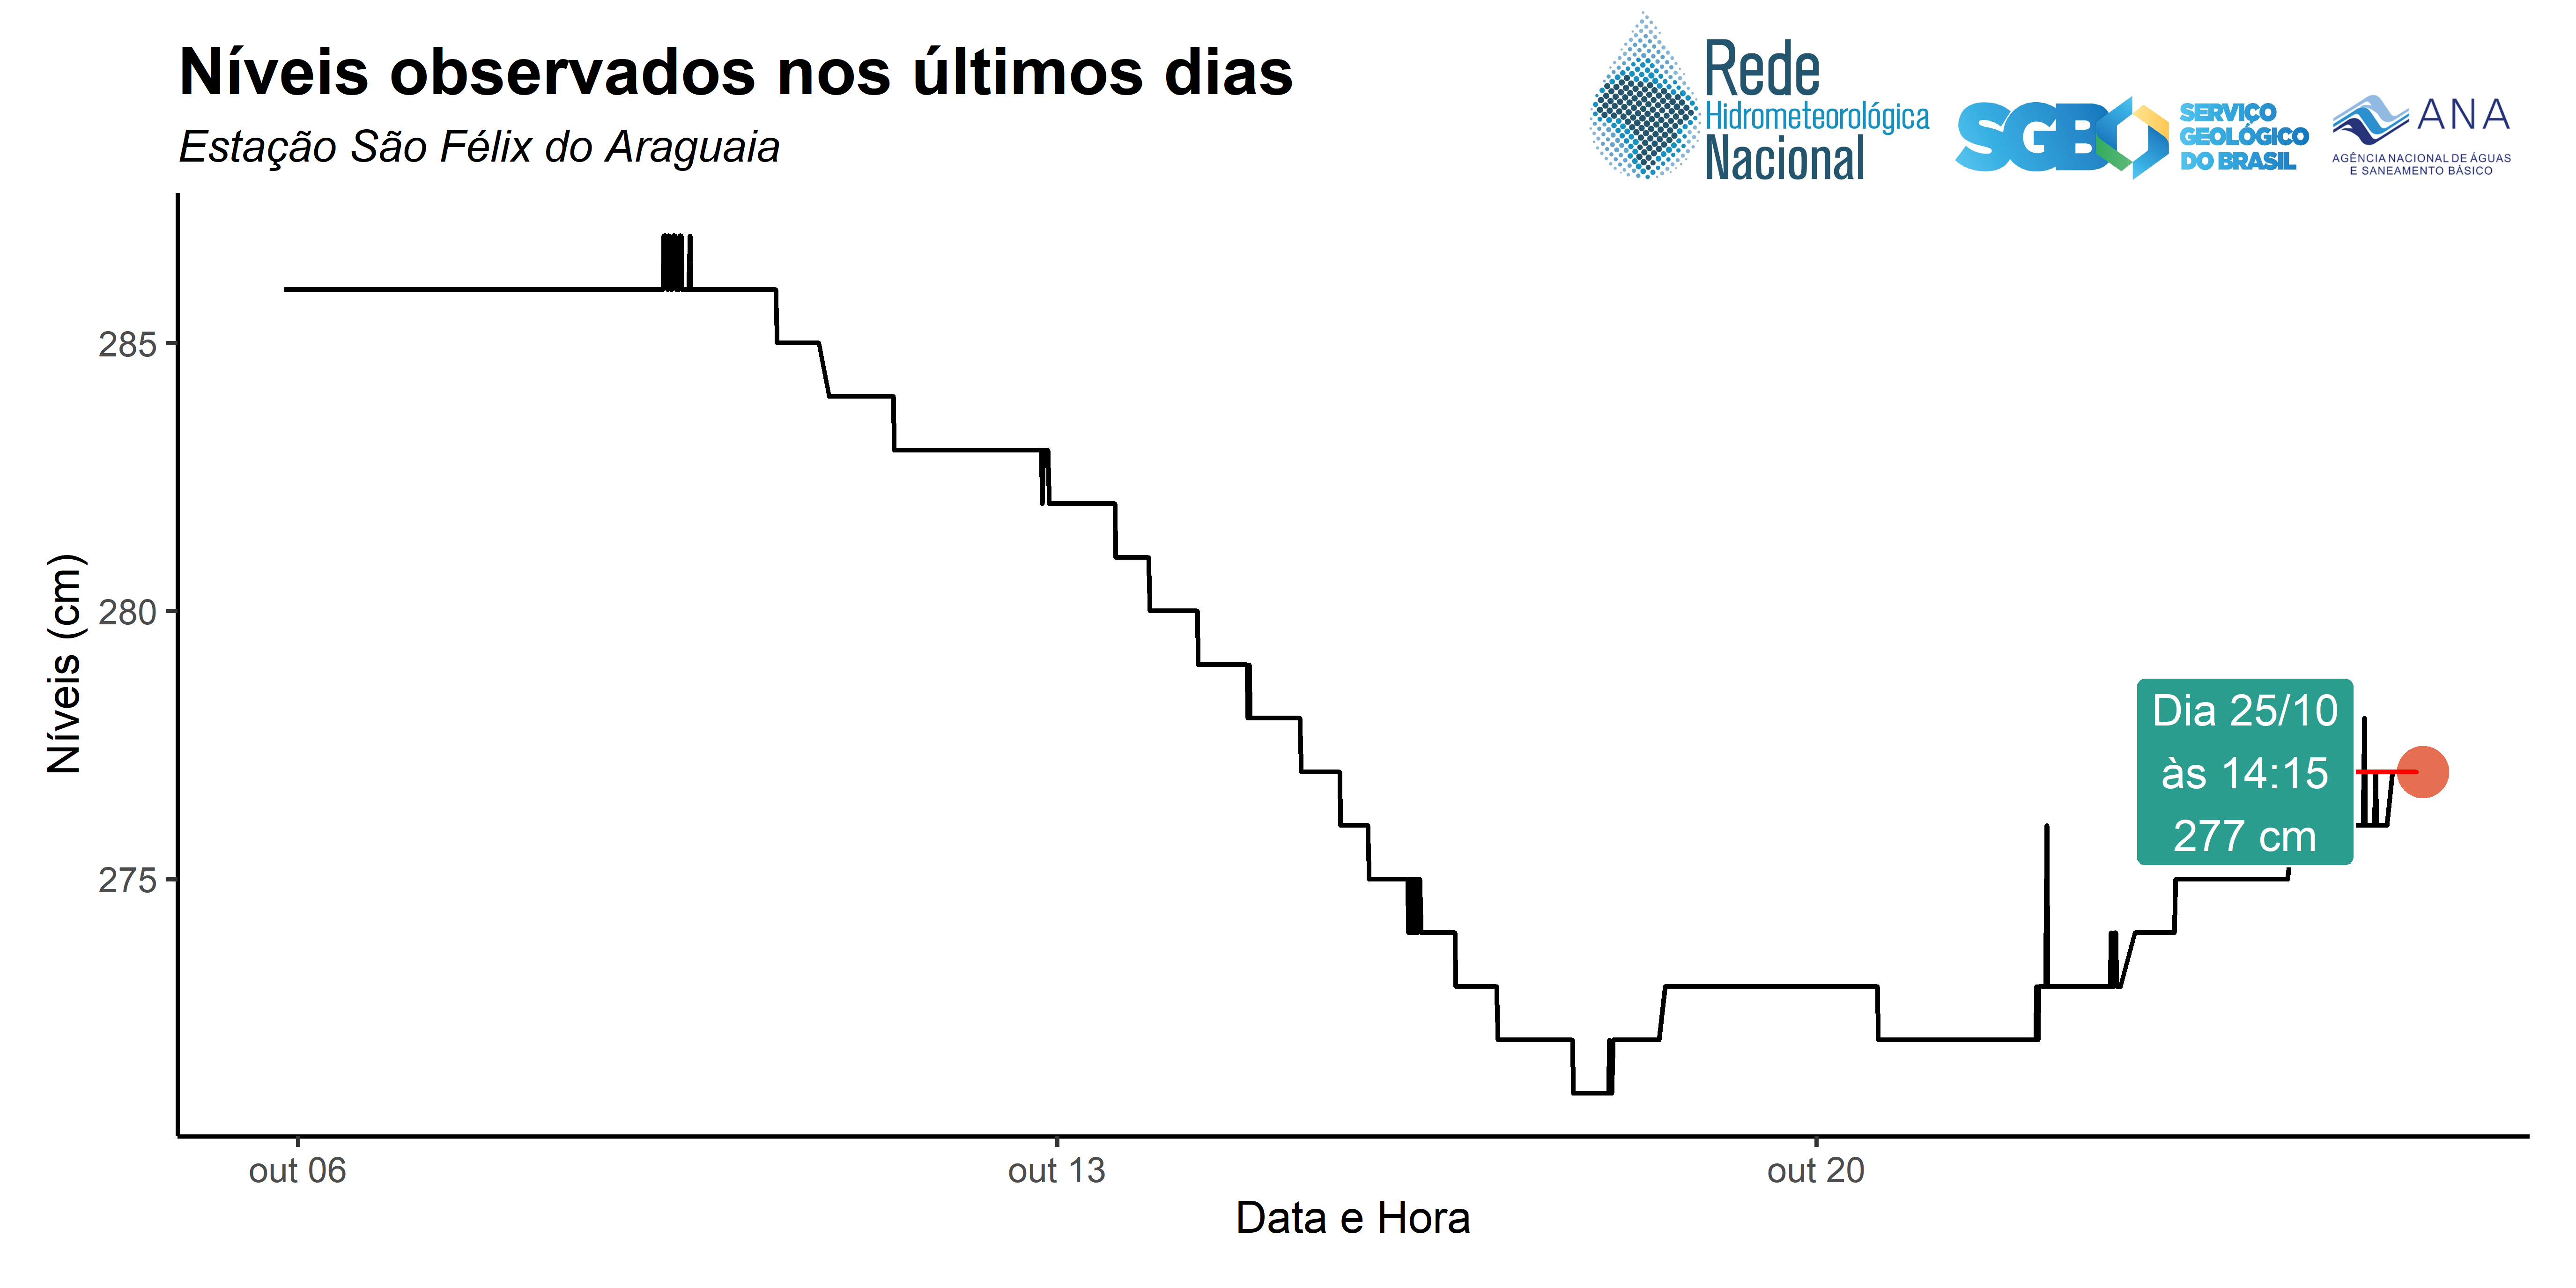 Níveis observados nos últimos dias
Estação São Félix do Araguaia
Rede
Hidrometeorológica
Nacional
SGB
SERVIÇO
GEOLÓGICO
DO BRASIL
ANA
AGÊNCIA NACIONAL DE ÁGUAS
E SANEAMENTO BÁSICO
Níveis (cm)
285
280
275
Dia 25/10
às 14:15
277 cm
out 06
out 13
out 20
Data e Hora